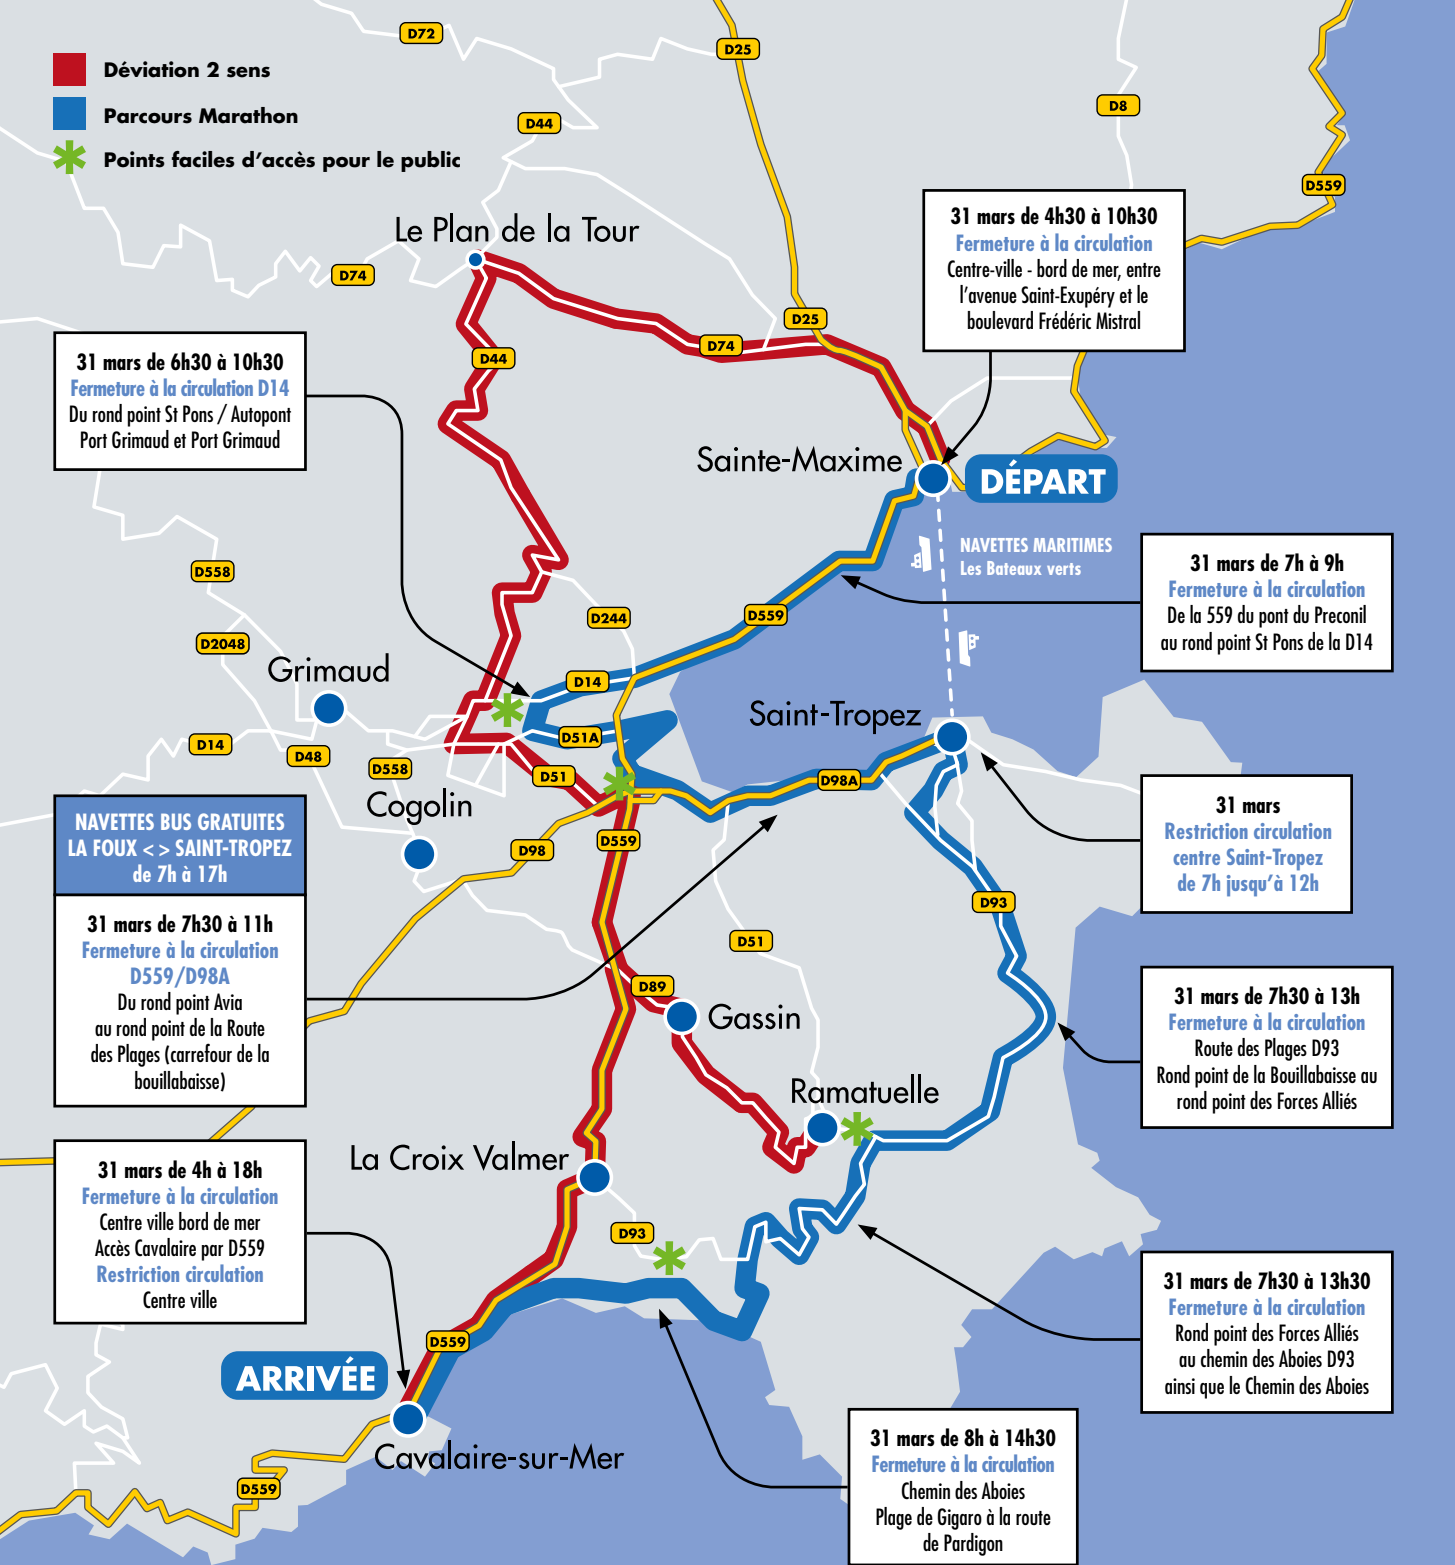 Déviation 2 sens
Parcours Marathon
Points faciles d'accès pour le public
D72
D25
D8
D44
D559
31 mars de 4h30 à 10h30
Fermeture à la circulation
Centre-ville - bord de mer, entre
l'avenue Saint-Exupéry et le
boulevard Frédéric Mistral
Le Plan de la Tour
D74
D25
D74
D44
31 mars de 6h30 à 10h30
Fermeture à la circulation D14
Du rond point St Pons / Autopont
Port Grimaud et Port Grimaud
Sainte-Maxime
DÉPART
NAVETTES MARITIMES
Les Bateaux verts
31 mars de 7h à 9h
Fermeture à la circulation
De la 559 du pont du Preconil
au rond point St Pons de la D14
D558
D244
D559
D2048
Grimaud
D14
Saint-Tropez
D14
D48
D558
D51A
D51
D98A
Cogolin
31 mars
Restriction circulation
centre Saint-Tropez
de 7h jusqu'à 12h
NAVETTES BUS GRATUITES
LA FOUX < > SAINT-TROPEZ
de 7h à 17h
31 mars de 7h30 à 11h
Fermeture à la circulation
D559/D98A
Du rond point Avia
au rond point de la Route
des Plages (carrefour de la
bouillabaisse)
D98
D559
D93
D51
D89
Gassin
31 mars de 7h30 à 13h
Fermeture à la circulation
Route des Plages D93
Rond point de la Bouillabaisse au
rond point des Forces Alliés
Ramatuelle
La Croix Valmer
31 mars de 4h à 18h
Fermeture à la circulation
Centre ville bord de mer
Accès Cavalaire par D559
Restriction circulation
Centre ville
D93
31 mars de 7h30 à 13h30
Fermeture à la circulation
Rond point des Forces Alliés
au chemin des Aboies D93
ainsi que le Chemin des Aboies
D559
ARRIVÉE
Cavalaire-sur-Mer
D559
31 mars de 8h à 14h30
Fermeture à la circulation
Chemin des Aboies
Plage de Gigaro à la route
de Pardigon